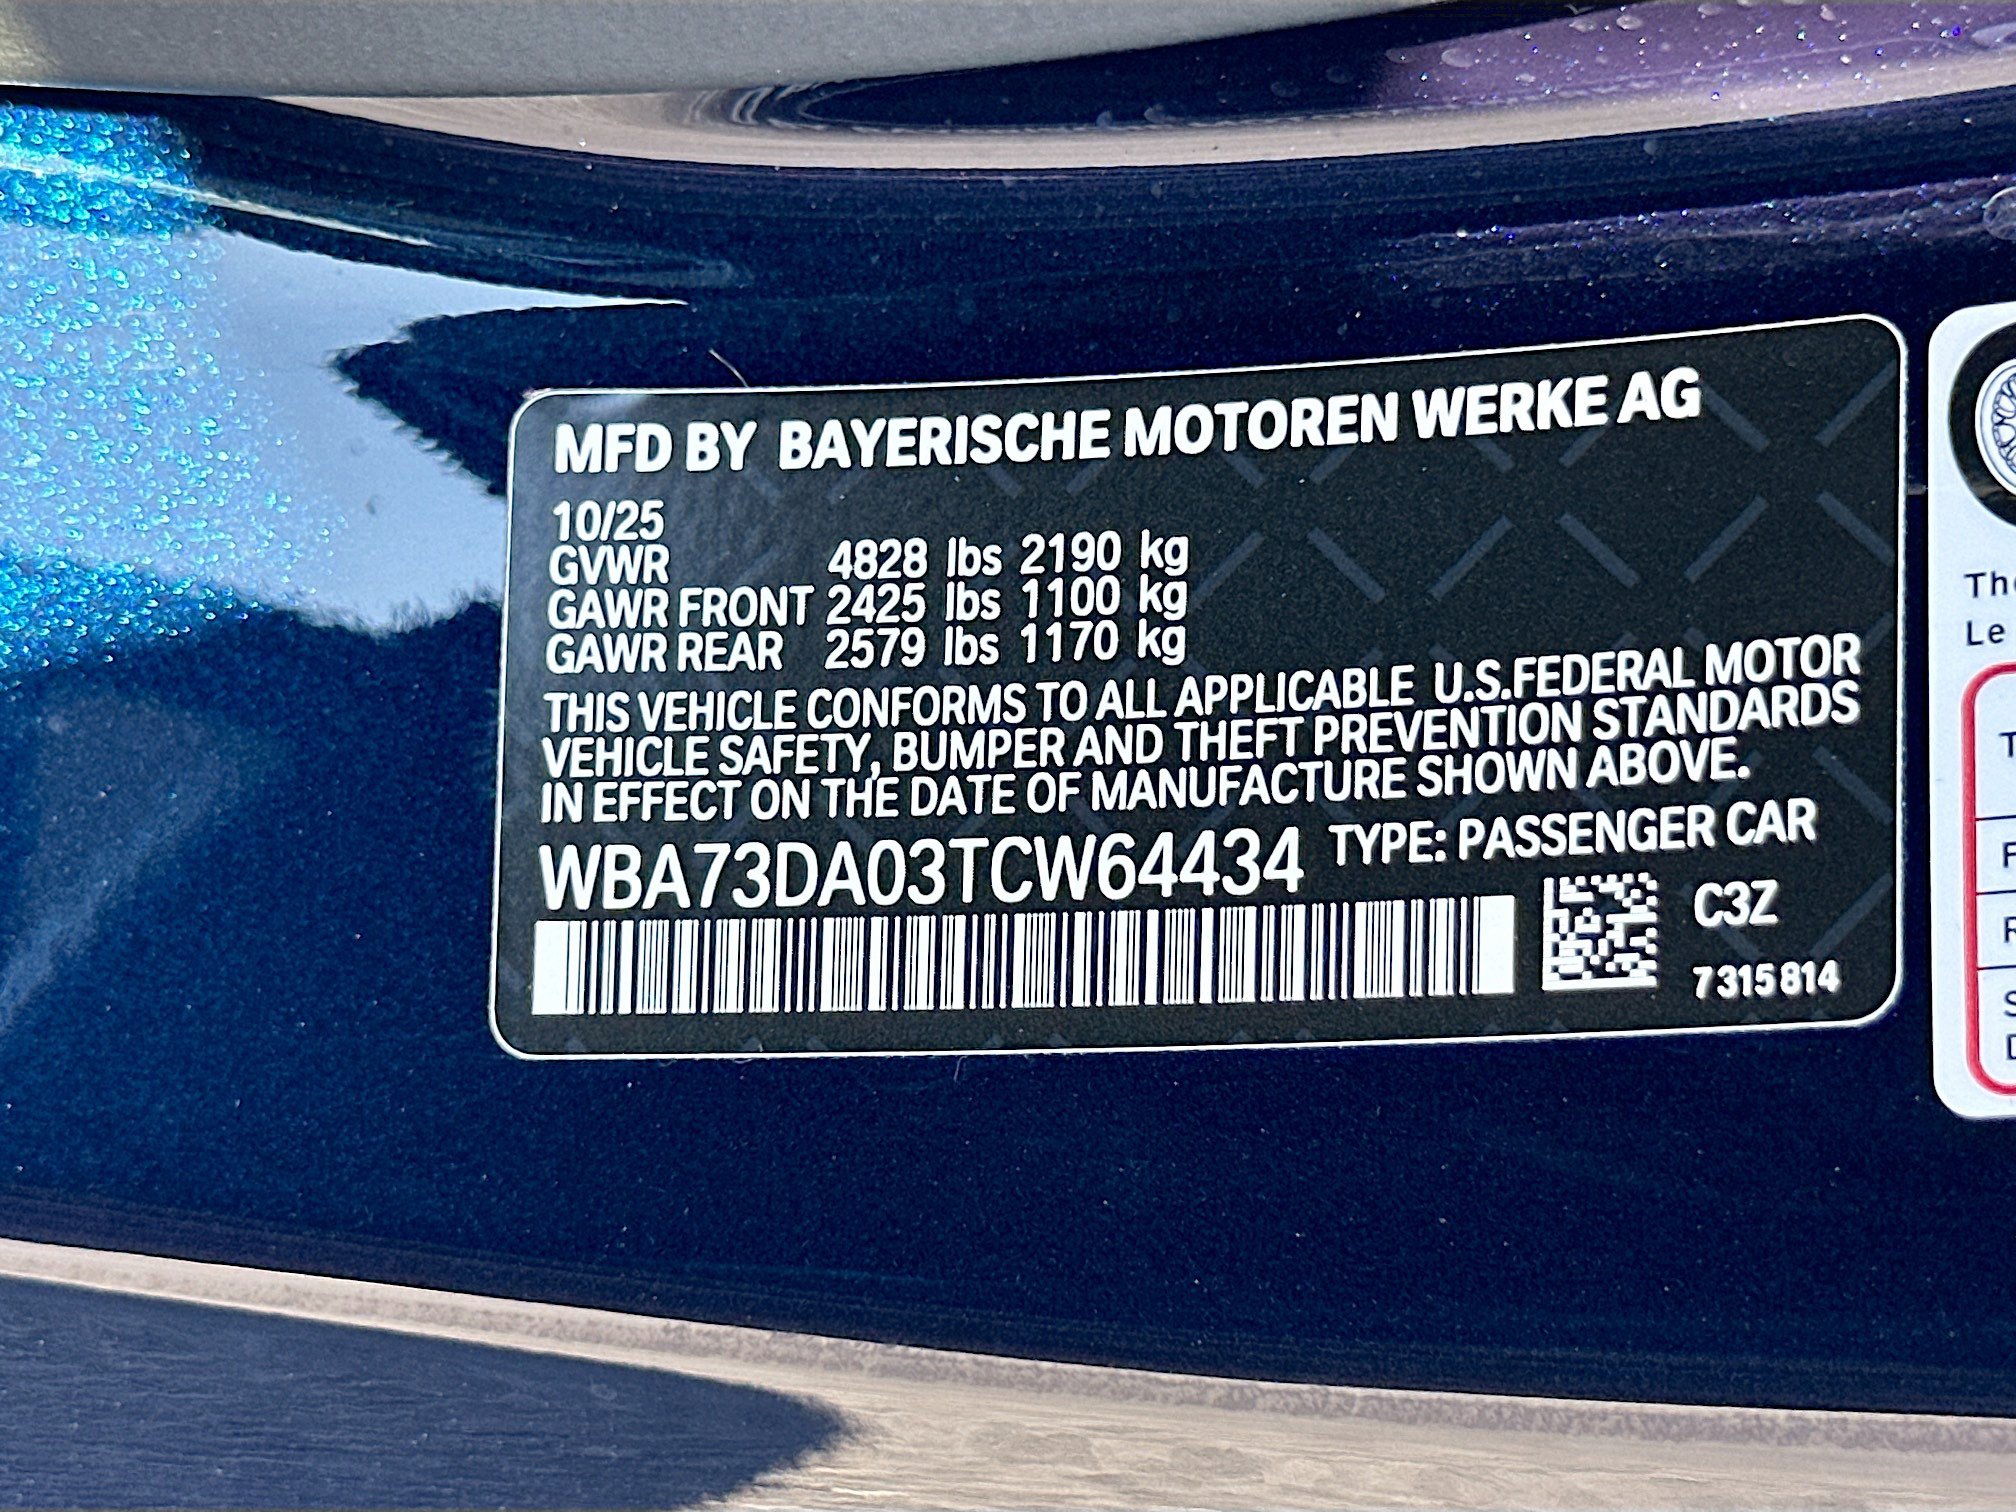 MFD BY BAYERISCHE MOTOREN WERKE AG
10/25
GVWR 4828 lbs 2190 kg
GAWR FRONT 2425 lbs 1100 kg
GAWR REAR 2579 lbs 1170 kg
THIS VEHICLE CONFORMS TO ALL APPLICABLE U.S.FEDERAL MOTOR
VEHICLE SAFETY, BUMPER AND THEFT PREVENTION STANDARDS
IN EFFECT ON THE DATE OF MANUFACTURE SHOWN ABOVE.
WBA73DA03TCW64434 TYPE: PASSENGER CAR
C3Z
7315814
Le